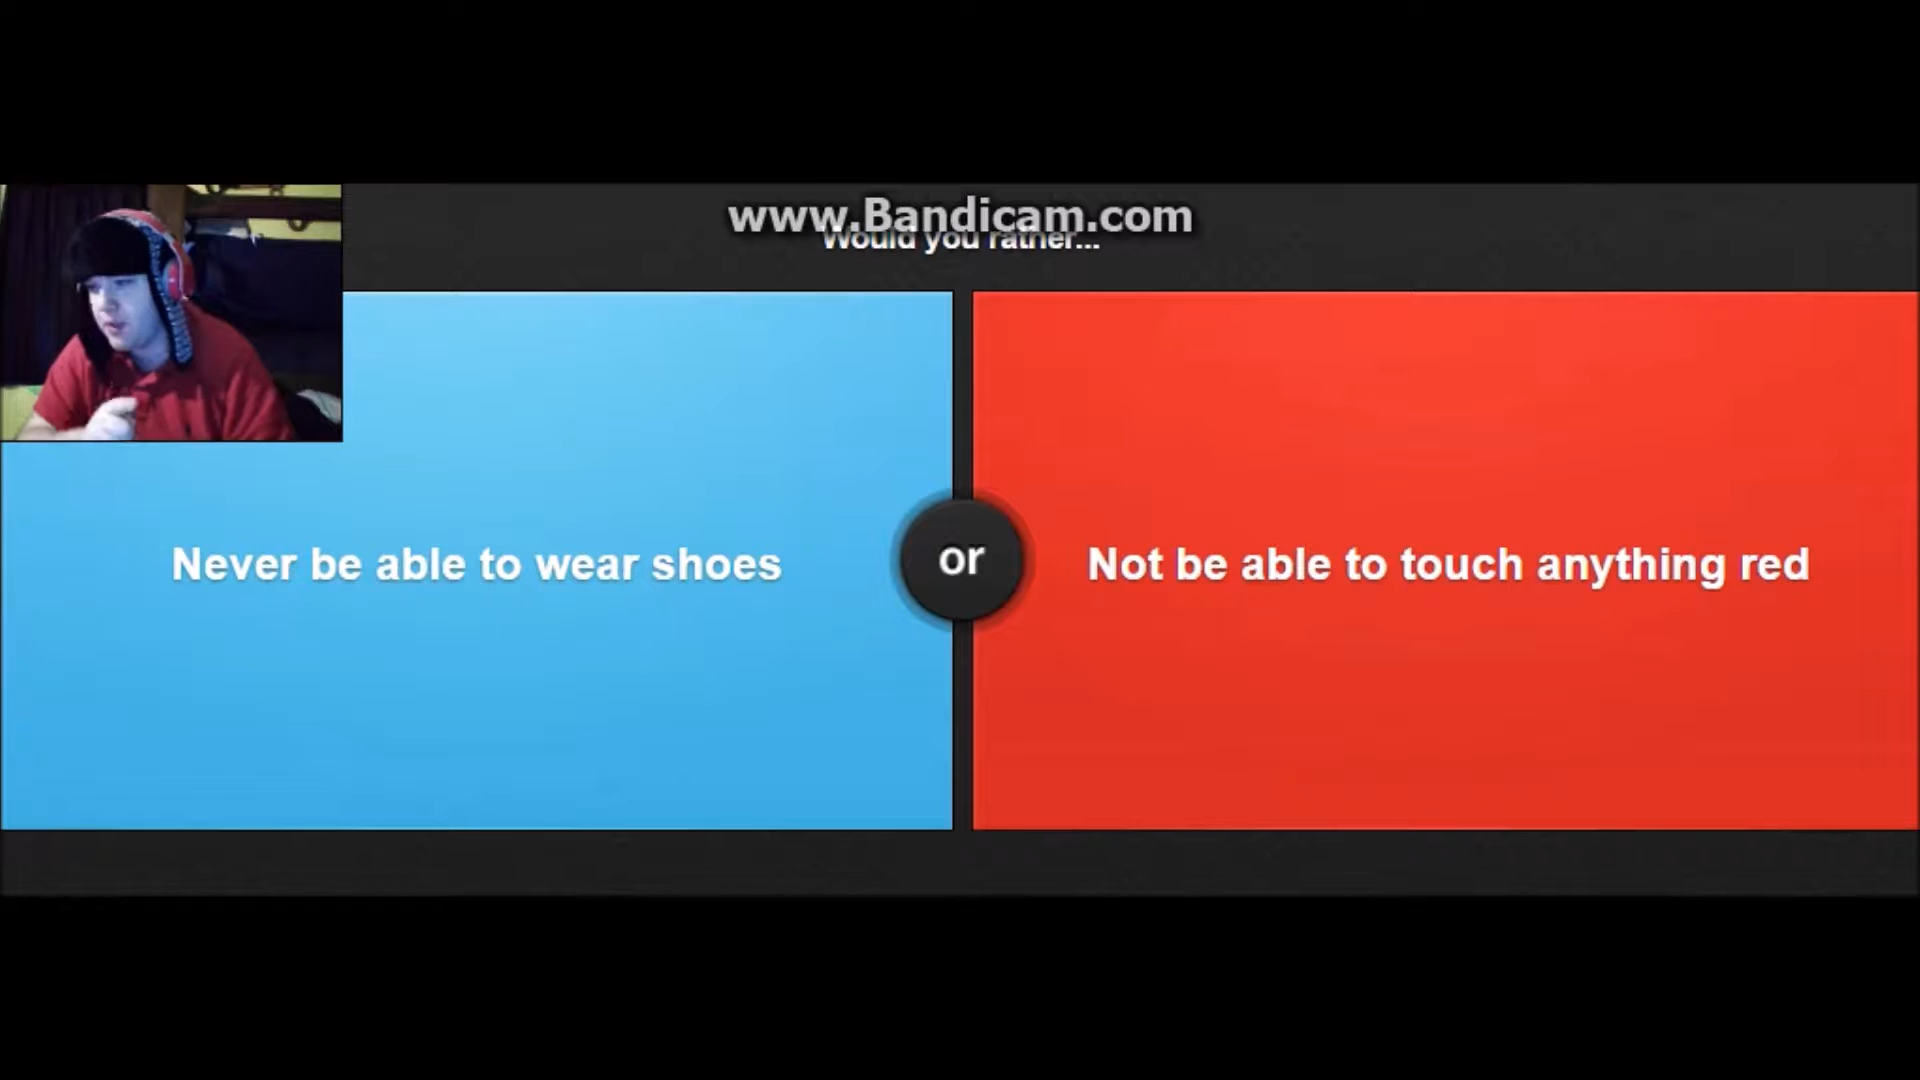 www.Bandicam.com
Would you rather...
Never be able to wear shoes
or
Not be able to touch anything red